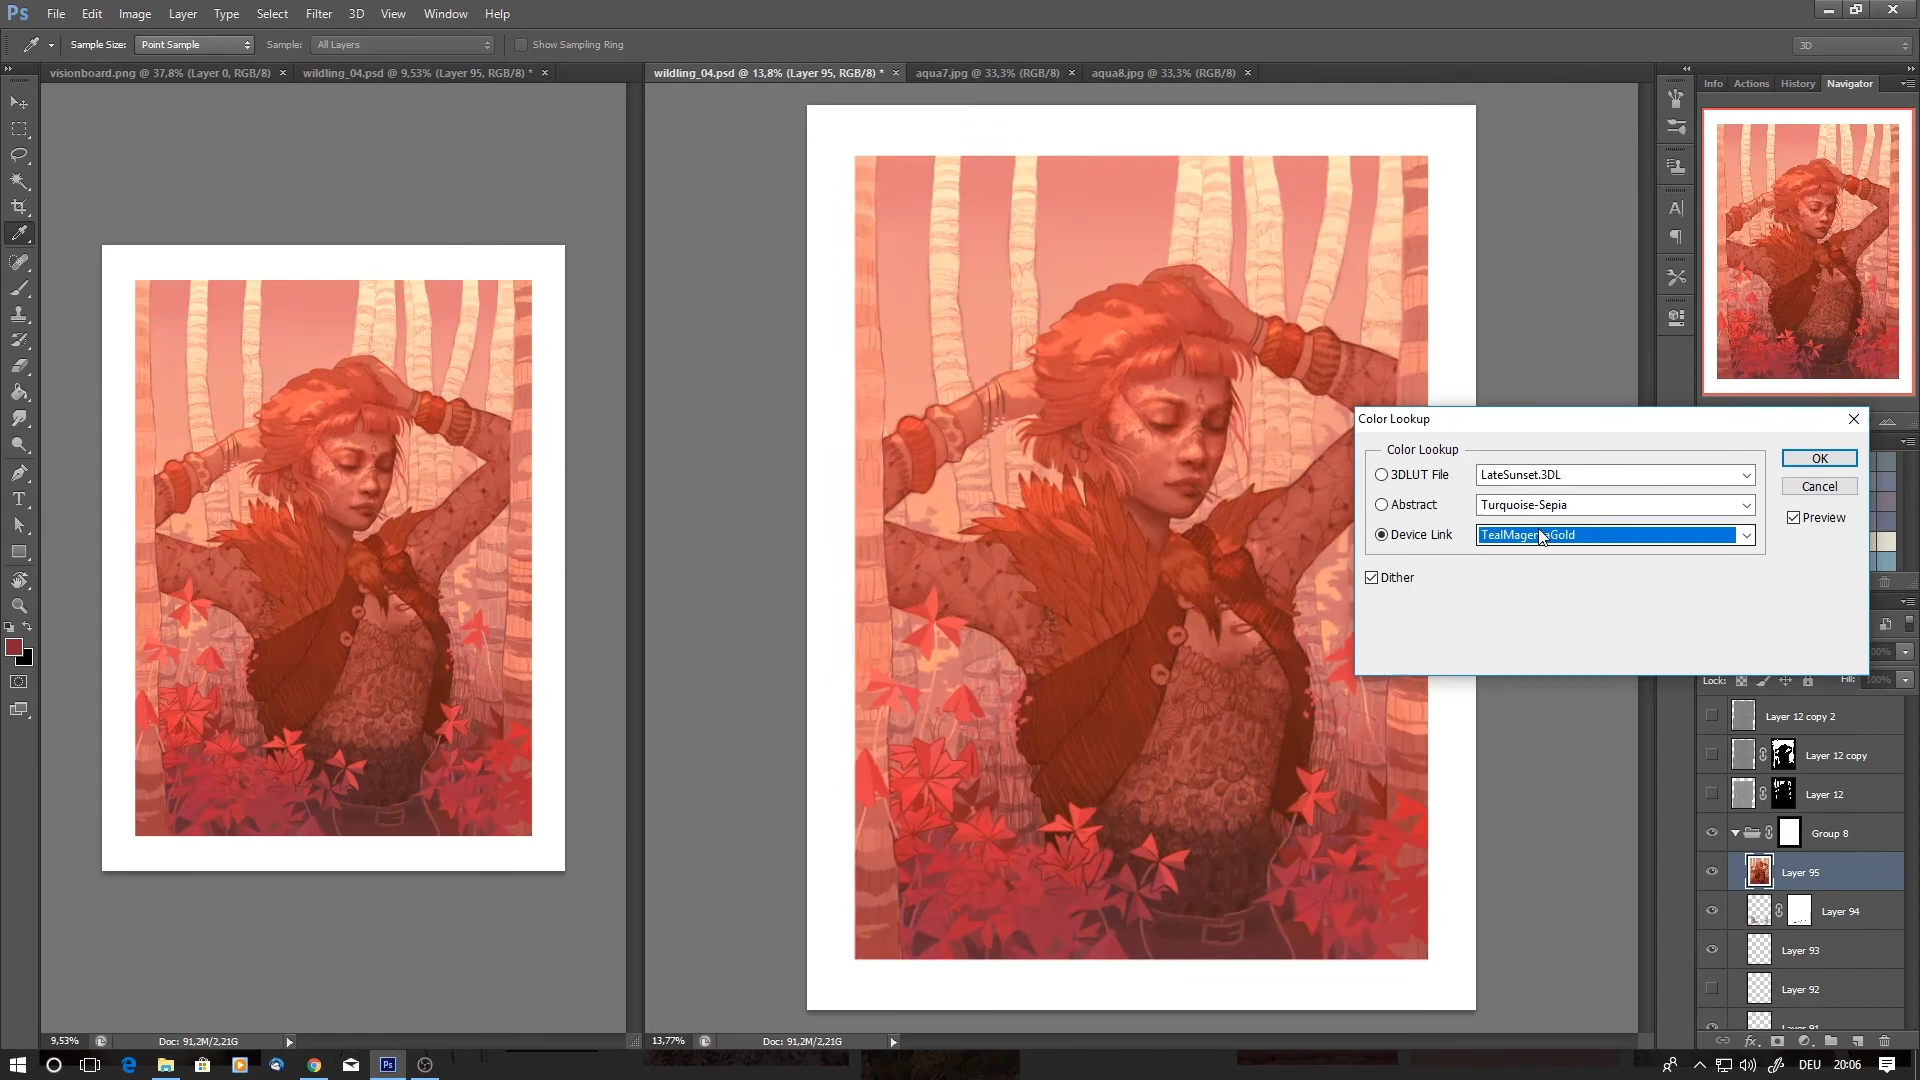 Ps File Edit Image Layer Type Select Filter 3D View Window Help
Sample Size: Point Sample Sample: All Layers Show Sampling Ring 3D
visionboard.png @ 37,8% (Layer 0, RGB/8) × wildling_04.psd @ 9,53% (Layer 95, RGB/8) * × wildling_04.psd @ 13,8% (Layer 95, RGB/8) * × aqua7.jpg @ 33,3% (RGB/8) × aqua8.jpg @ 33,3% (RGB/8) ×
Info Actions History Navigator
Color Lookup
Color Lookup
3DLUT File LateSunset.3DL
Abstract Turquoise-Sepia
Device Link
Dither
OK
Cancel
Preview
Lock: Fill: 100%
Layer 12 copy 2
Layer 12 copy
Layer 12
Group 8
Layer 95
Layer 94
Layer 93
Layer 92
9,53% Doc: 91,2M/2,21G
13,77% Doc: 91,2M/2,21G
fx
Ps
DEU 20:06